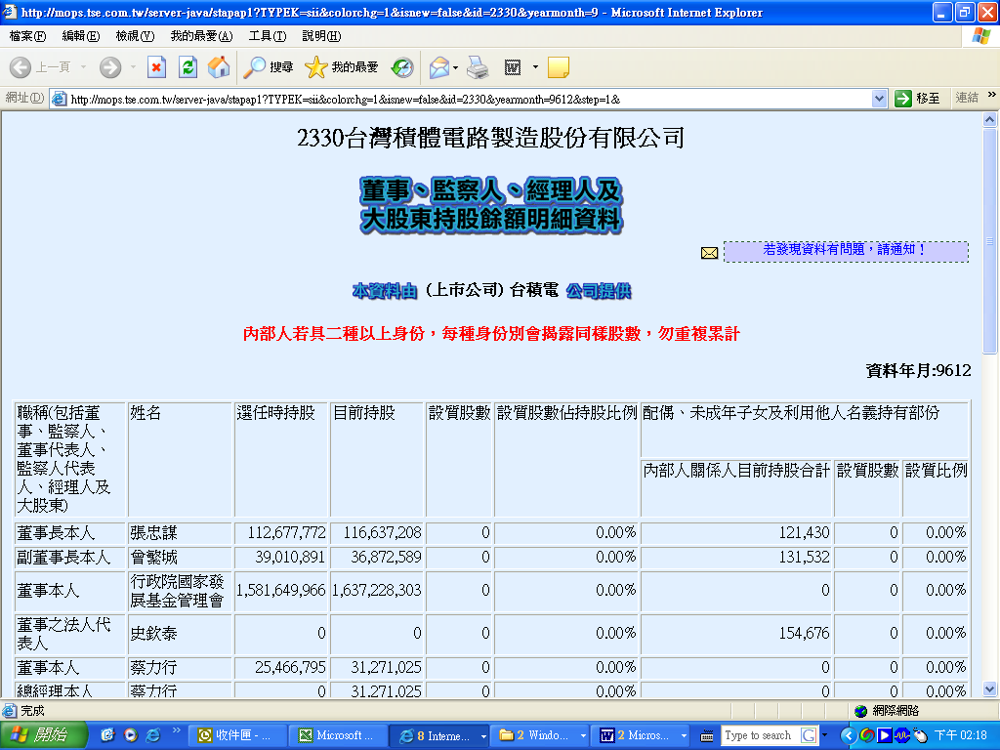 http://mops.tse.com.tw/server-java/stapap1?TYPEK=sii&colorchg=1&isnew=false&id=2330&yearmonth=9 - Microsoft Internet Explorer
檔案(F) 編輯(E) 檢視(V) 我的最愛(A) 工具(T) 說明(H)
上一頁 搜尋 我的最愛
網址(D) http://mops.tse.com.tw/server-java/stapap1?TYPEK=sii&colorchg=1&isnew=false&id=2330&yearmonth=9612&step=1& 移至 連結 »
2330台灣積體電路製造股份有限公司
董事、監察人、經理人及
大股東持股餘額明細資料
若發現資料有問題，請通知！
本資料由 (上市公司) 台積電 公司提供
內部人若具二種以上身份，每種身份別會揭露同樣股數，勿重複累計
資料年月:9612
職稱(包括董
事、監察人、
董事代表人、
監察人代表
人、經理人及
大股東)
姓名 選任時持股 目前持股 設質股數 設質股數佔持股比例 配偶、未成年子女及利用他人名義持有部份
內部人關係人目前持股合計 設質股數 設質比例
董事長本人 張忠謀 112,677,772 116,637,208 0 0.00% 121,430 0 0.00%
副董事長本人 曾繁城 39,010,891 36,872,589 0 0.00% 131,532 0 0.00%
董事本人 行政院國家發
展基金管理會 1,581,649,966 1,637,228,303 0 0.00% 0 0 0.00%
董事之法人代
表人 史欽泰 0 0 0 0.00% 154,676 0 0.00%
董事本人 蔡力行 25,466,795 31,271,025 0 0.00% 0 0 0.00%
總經理本人 蔡力行 0 31,271,025 0 0.00% 0 0 0.00%
完成 網際網路
開始 » 收件匣 - ... Microsoft ... 8 Interne... 2 Windo... 2 Micros... Type to search 下午 02:18